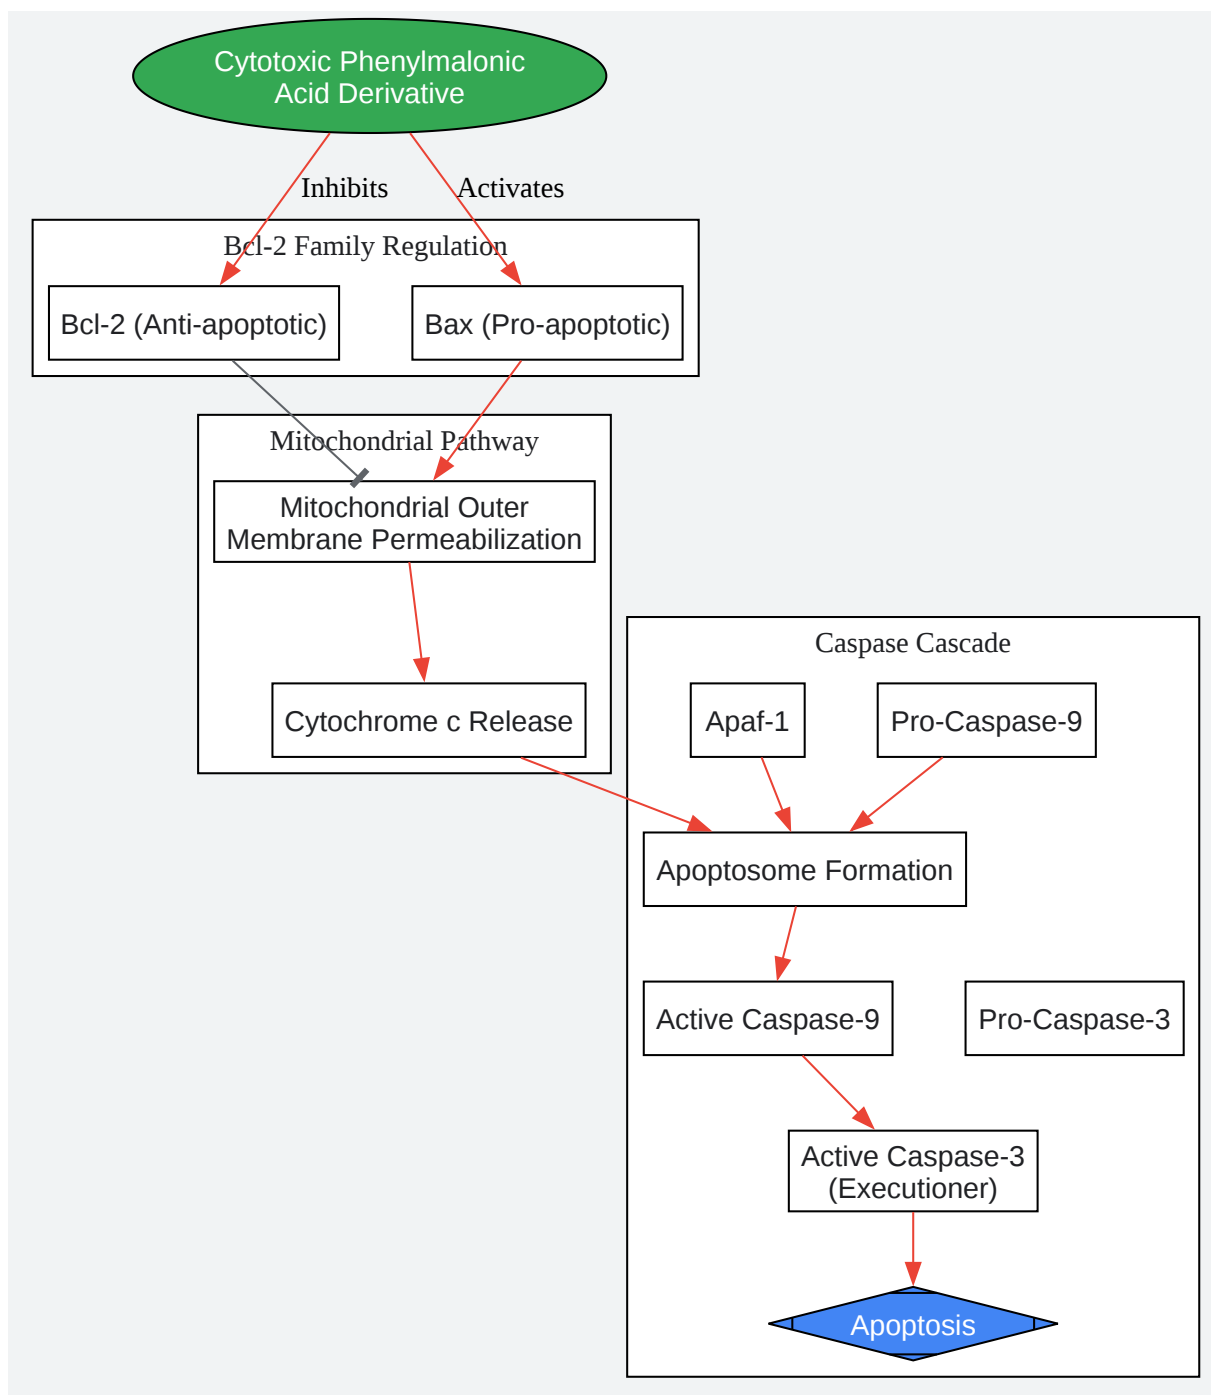 Cytotoxic Phenylmalonic
Acid Derivative
Inhibits
Activates
Bcl-2 Family Regulation
Bcl-2 (Anti-apoptotic)
Bax (Pro-apoptotic)
Mitochondrial Pathway
Mitochondrial Outer
Membrane Permeabilization
Cytochrome c Release
Caspase Cascade
Apaf-1
Pro-Caspase-9
Apoptosome Formation
Active Caspase-9
Pro-Caspase-3
Active Caspase-3
(Executioner)
Apoptosis